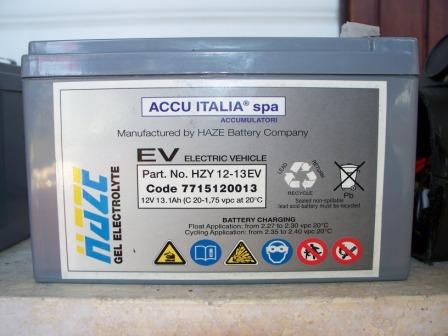 ACCU ITALIA® spa
ACCUMULATORI
Manufactured by HAZE Battery Company
EV ELECTRIC VEHICLE
Part. No. HZY 12-13EV
Code 7715120013
12V 13.1Ah (C 20-1,75 vpc at 20°C)
HAZE
GEL ELECTROLYTE
LEAD
RETURN
RECYCLE
Pb
Sealed non-spillable
lead acid battery must be recycled
BATTERY CHARGING
Float Application: from 2.27 to 2.30 vpc 20°C
Cycling Application: from 2.35 to 2.40 vpc 20°C